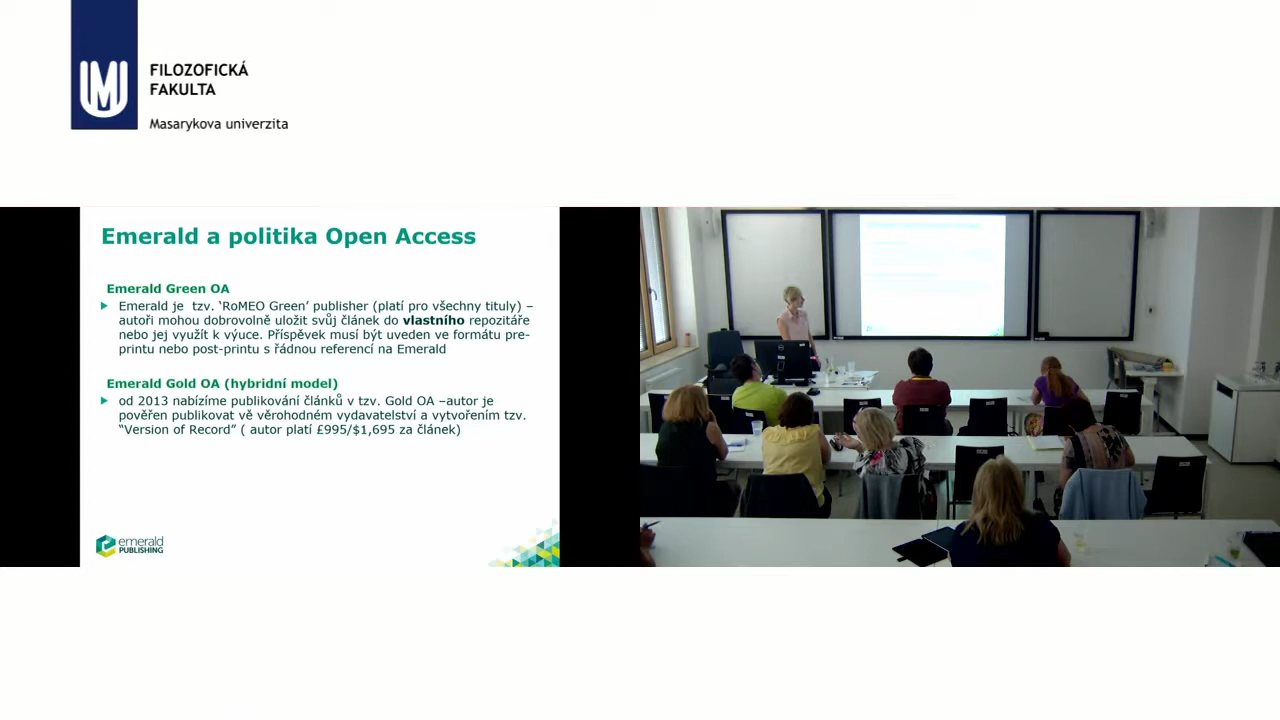 FILOZOFICKÁ
FAKULTA
Masarykova univerzita
Emerald a politika Open Access
Emerald Green OA
Emerald je tzv. ‘RoMEO Green’ publisher (platí pro všechny tituly) –
autoři mohou dobrovolně uložit svůj článek do vlastního repozitáře
nebo jej využít k výuce. Příspěvek musí být uveden ve formátu pre-
printu nebo post-printu s řádnou referencí na Emerald
Emerald Gold OA (hybridní model)
od 2013 nabízíme publikování článků v tzv. Gold OA –autor je
pověřen publikovat vě věrohodném vydavatelství a vytvořením tzv.
“Version of Record” ( autor platí £995/$1,695 za článek)
emerald
PUBLISHING